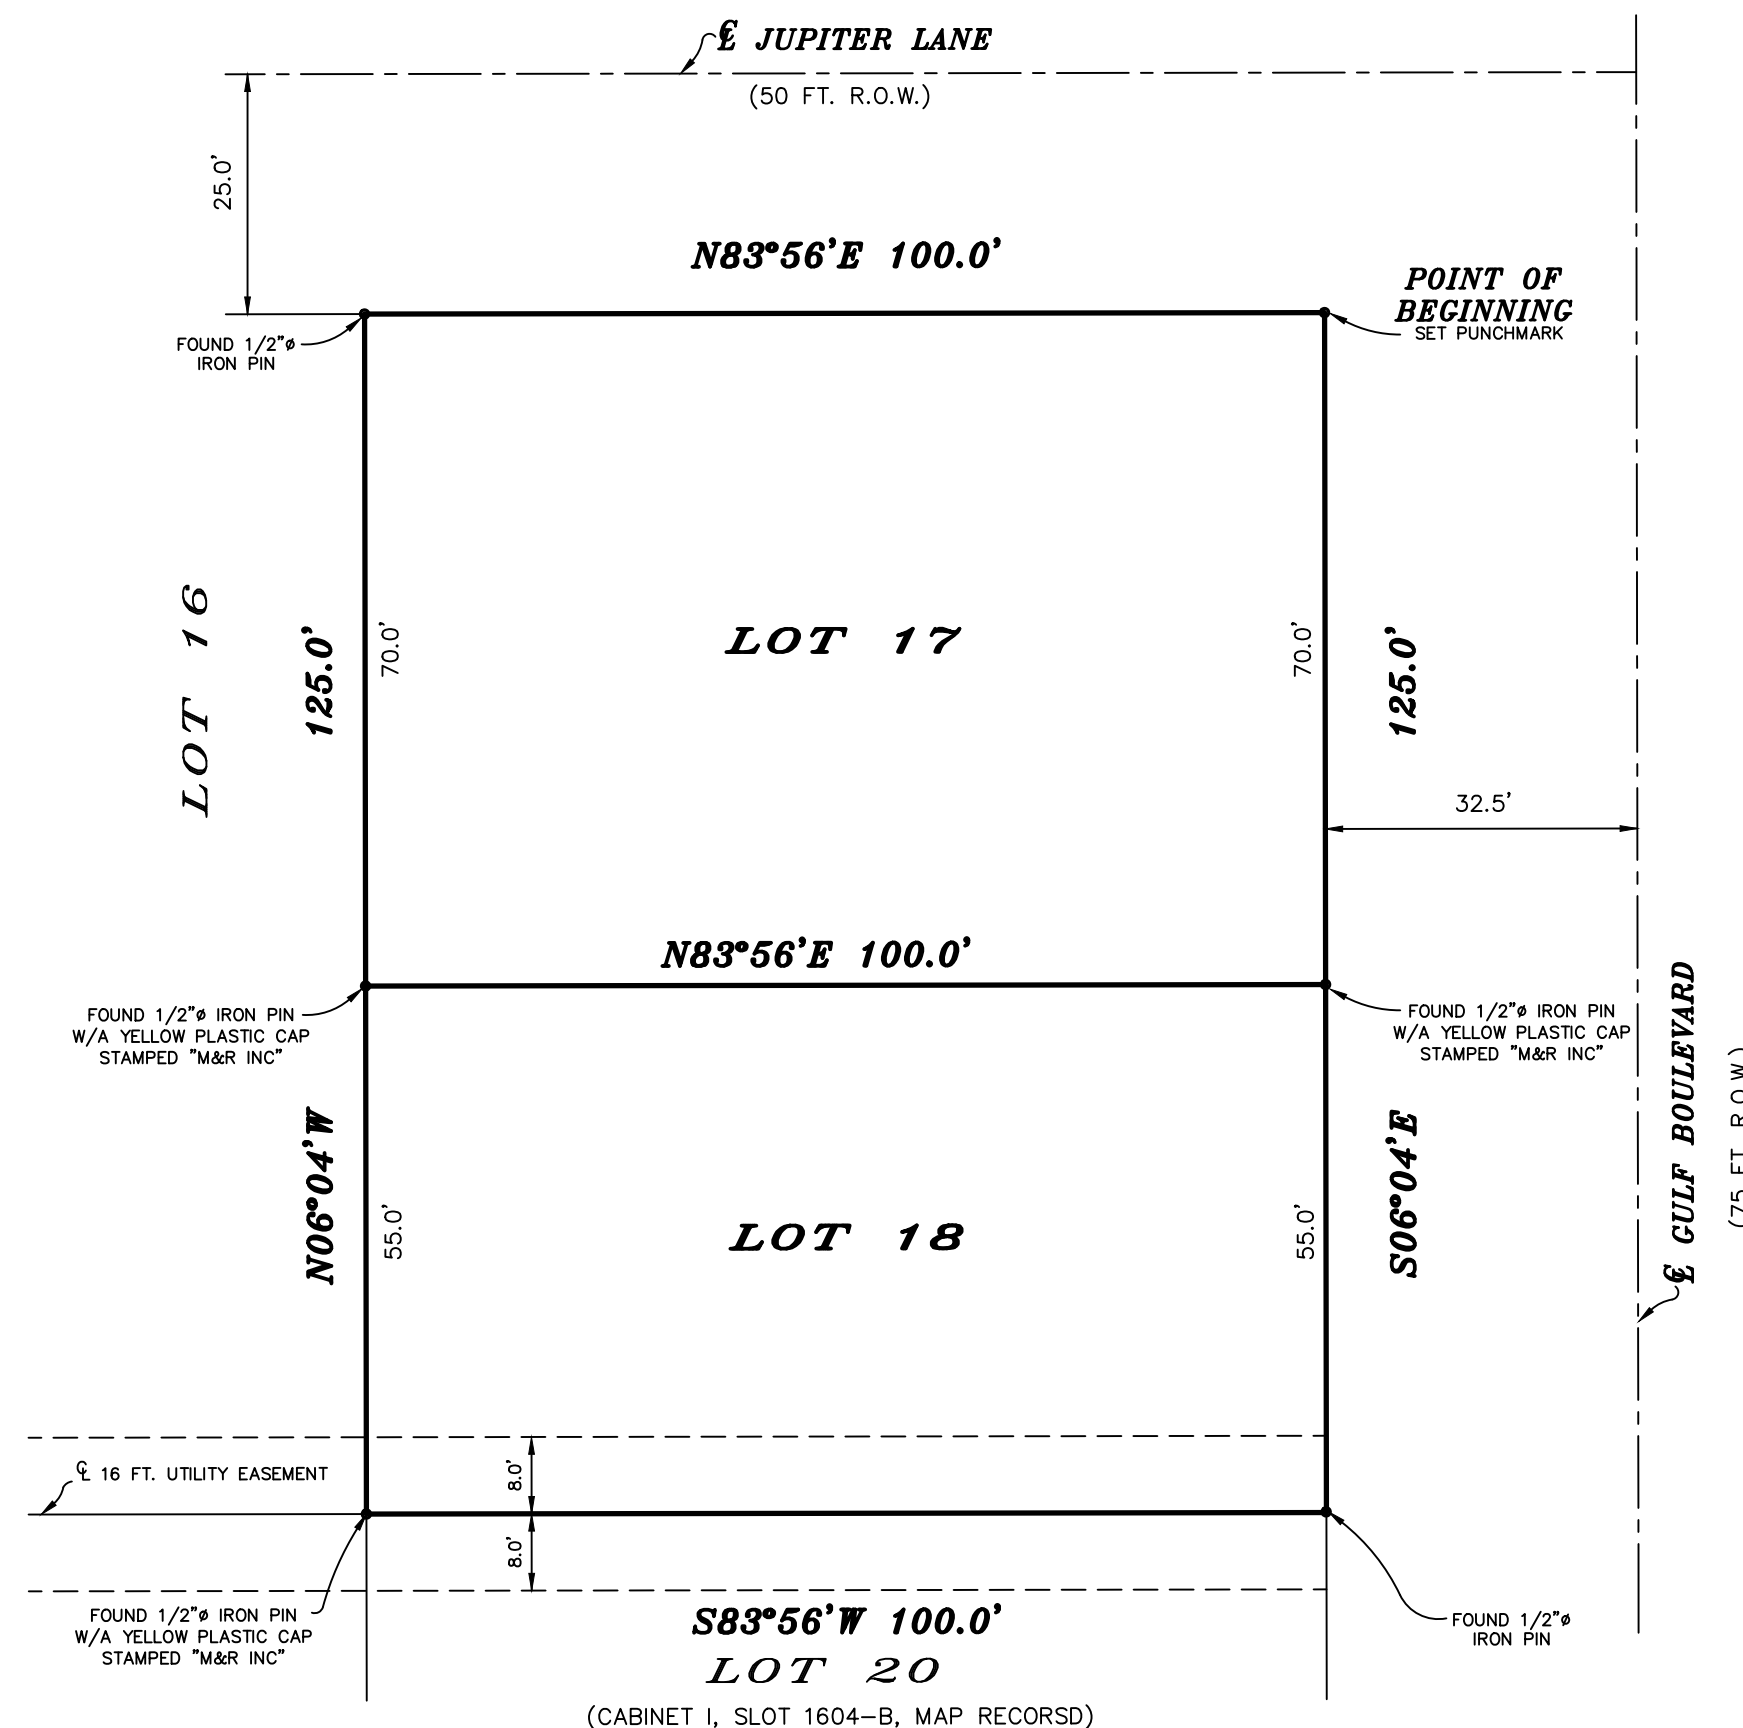 ℄ JUPITER LANE
(50 FT. R.O.W.)
25.0'
N83°56'E 100.0'
POINT OF
BEGINNING
SET PUNCHMARK
FOUND 1/2"ø
IRON PIN
LOT 16
125.0'
70.0'
LOT 17
70.0'
125.0'
32.5'
N83°56'E 100.0'
FOUND 1/2"ø IRON PIN
W/A YELLOW PLASTIC CAP
STAMPED "M&R INC"
FOUND 1/2"ø IRON PIN
W/A YELLOW PLASTIC CAP
STAMPED "M&R INC"
℄ GULF BOULEVARD
(75 FT. R.O.W.)
N06°04'W
55.0'
LOT 18
55.0'
S06°04'E
℄ 16 FT. UTILITY EASEMENT
8.0'
8.0'
FOUND 1/2"ø IRON PIN
W/A YELLOW PLASTIC CAP
STAMPED "M&R INC"
S83°56'W 100.0'
FOUND 1/2"ø
IRON PIN
LOT 20
(CABINET I, SLOT 1604-B, MAP RECORSD)